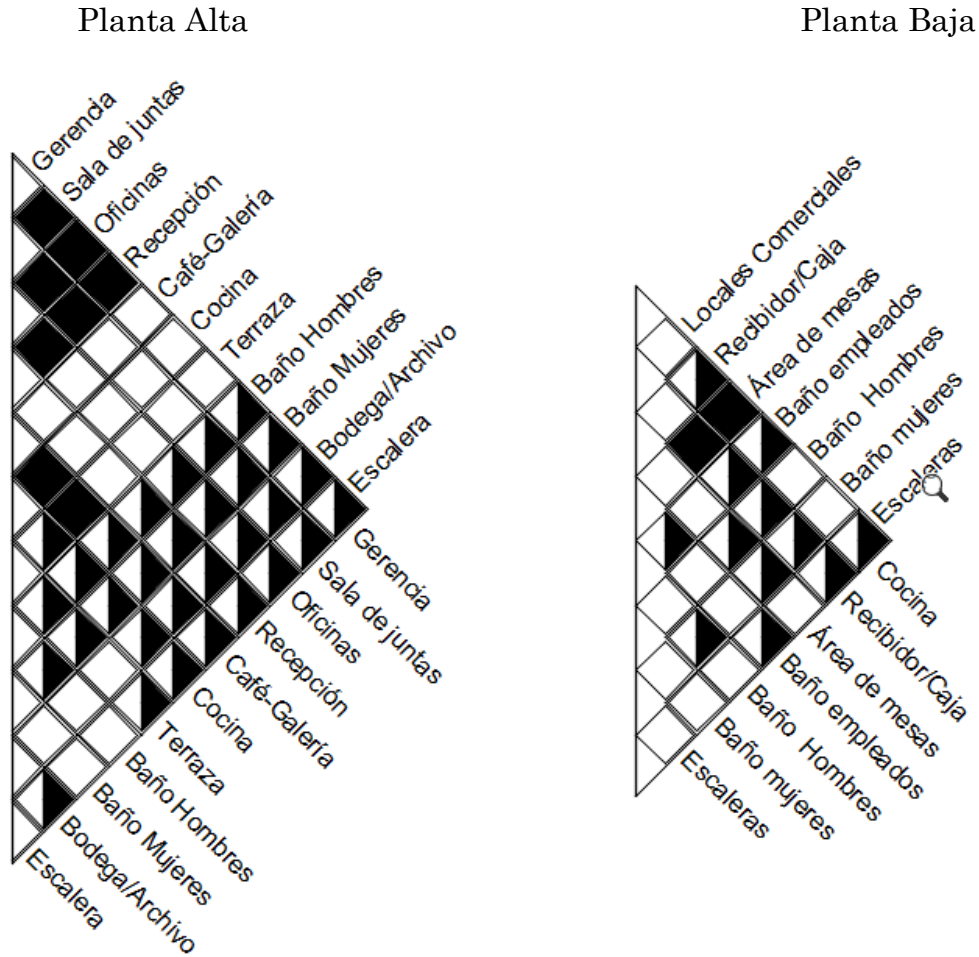 Planta Alta
Planta Baja
Gerencia
Sala de juntas
Oficinas
Recepción
Café-Galería
Cocina
Terraza
Baño Hombres
Baño Mujeres
Bodega/Archivo
Escalera
Gerencia
Sala de juntas
Oficinas
Recepción
Café-Galería
Cocina
Terraza
Baño Hombres
Baño Mujeres
Bodega/Archivo
Escalera
Locales Comerciales
Recibidor/Caja
Área de mesas
Baño empleados
Baño Hombres
Baño mujeres
Escaleras
Cocina
Recibidor/Caja
Área de mesas
Baño empleados
Baño Hombres
Baño mujeres
Escaleras